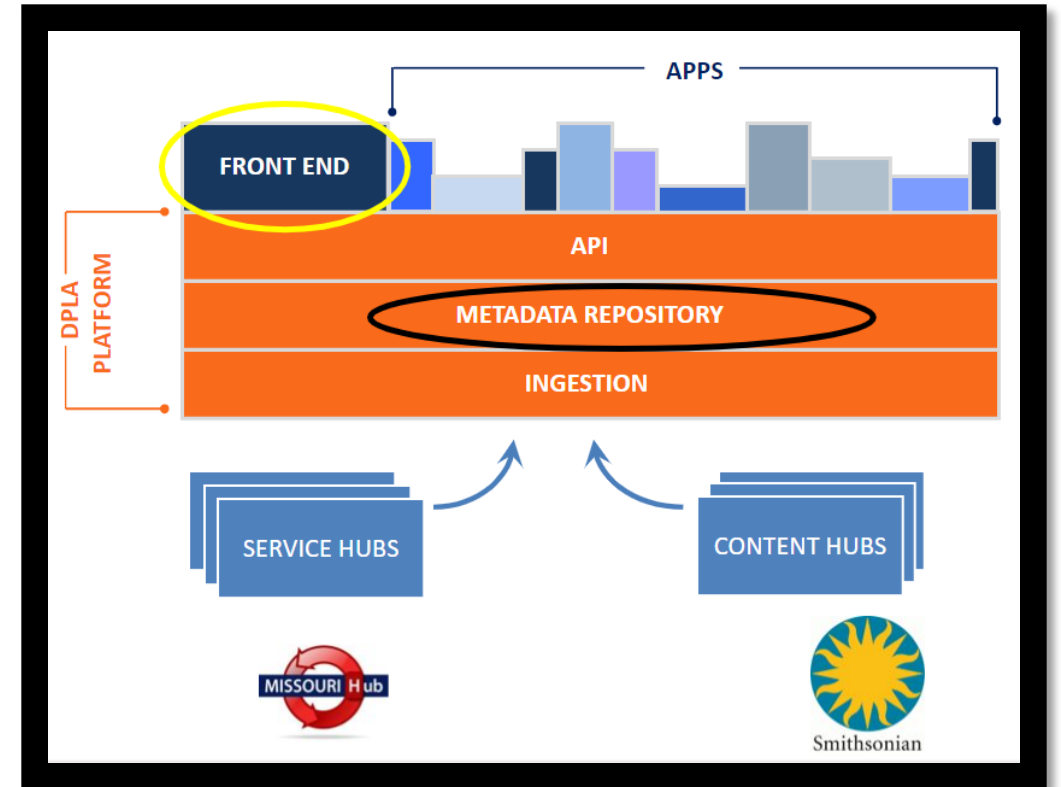 APPS
FRONT END
API
DPLA
PLATFORM
METADATA REPOSITORY
INGESTION
SERVICE HUBS
CONTENT HUBS
MISSOURI Hub
Smithsonian